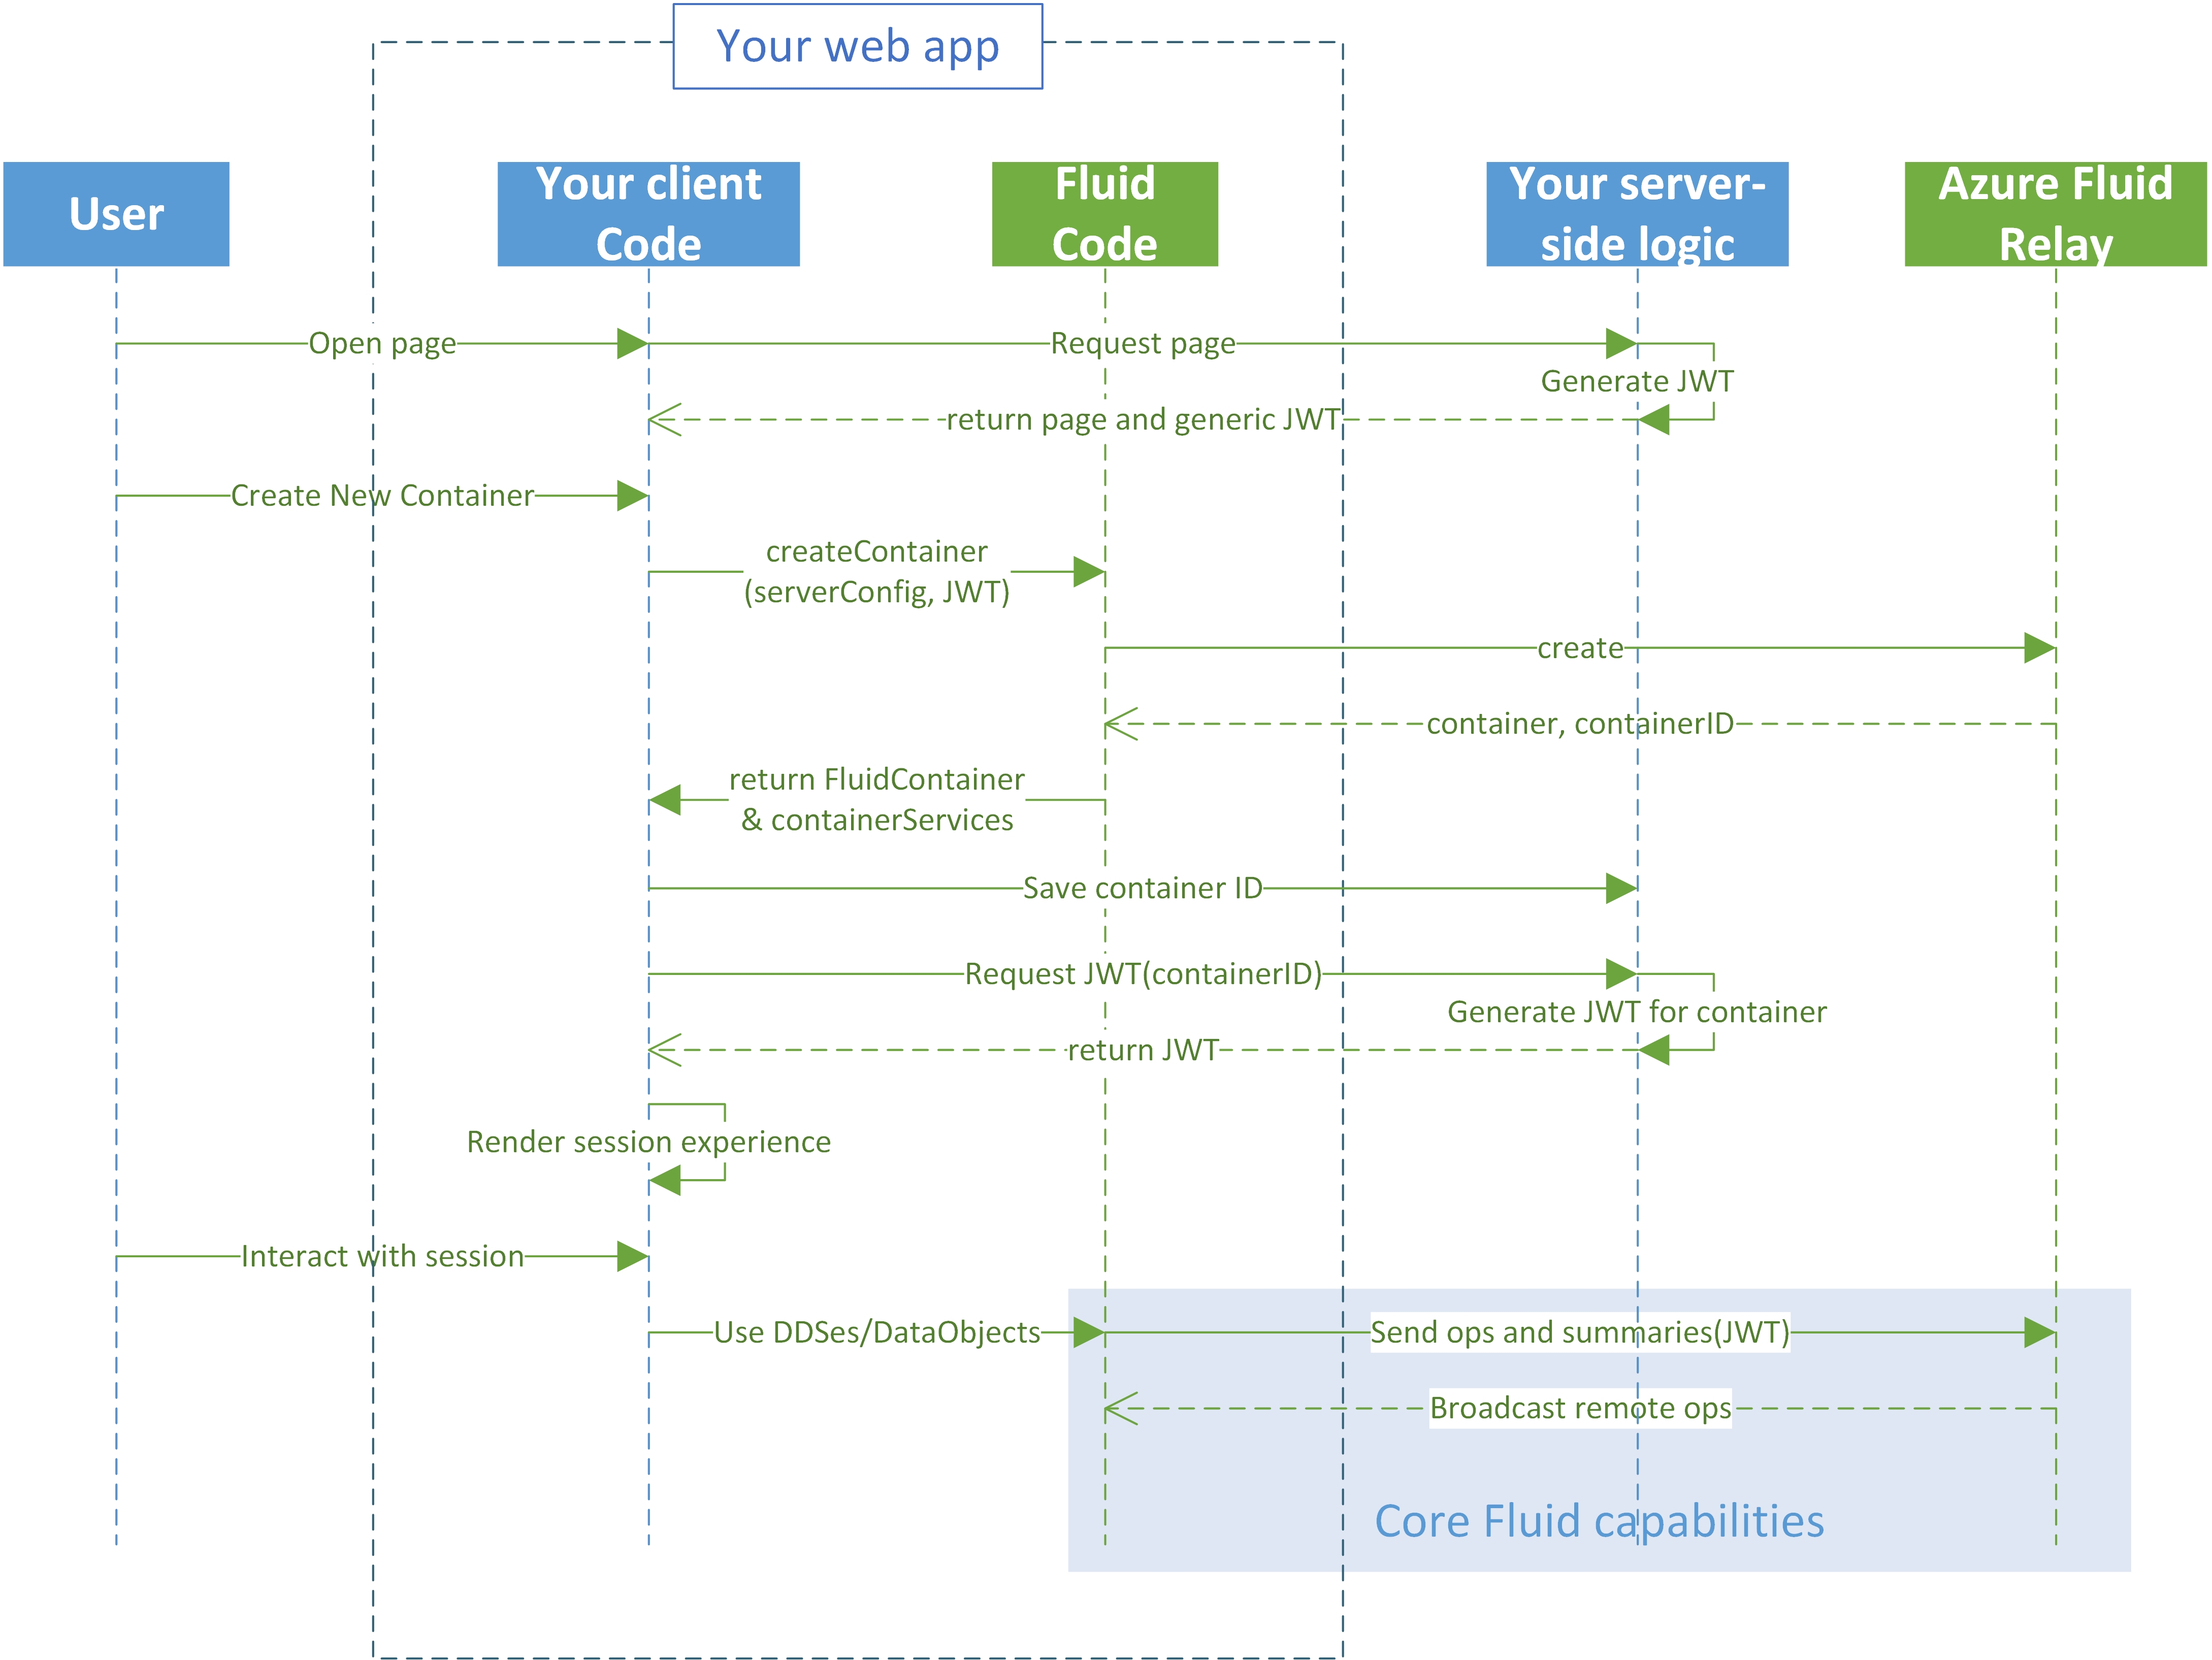 Your web app
User
Your client
Code
Fluid
Code
Your server-
side logic
Azure Fluid
Relay
Open page
Request page
Generate JWT
return page and generic JWT
Create New Container
createContainer
(serverConfig, JWT)
create
container, containerID
return FluidContainer
& containerServices
Save container ID
Request JWT(containerID)
Generate JWT for container
return JWT
Render session experience
Interact with session
Use DDSes/DataObjects
Send ops and summaries(JWT)
Broadcast remote ops
Core Fluid capabilities